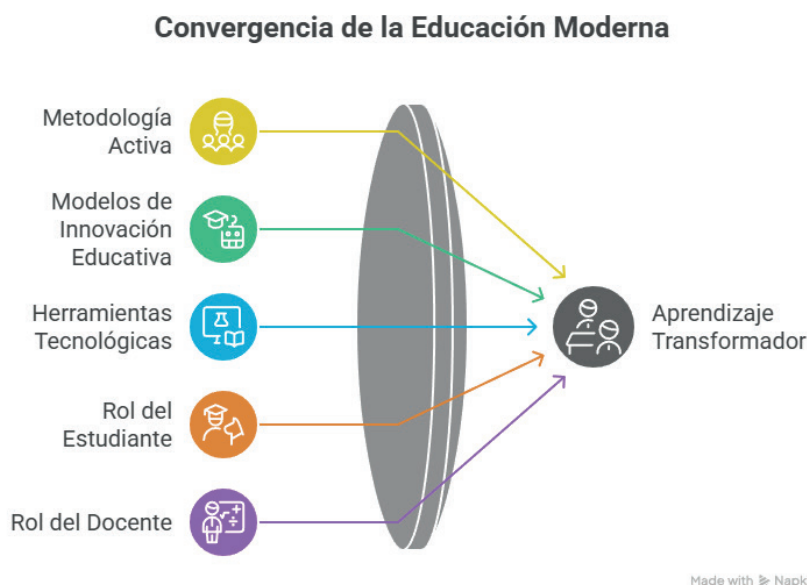 Convergencia de la Educación Moderna
Metodología
Activa
Modelos de
Innovación
Educativa
Herramientas
Tecnológicas
Rol del
Estudiante
Rol del Docente
Aprendizaje
Transformador
Made with Napk